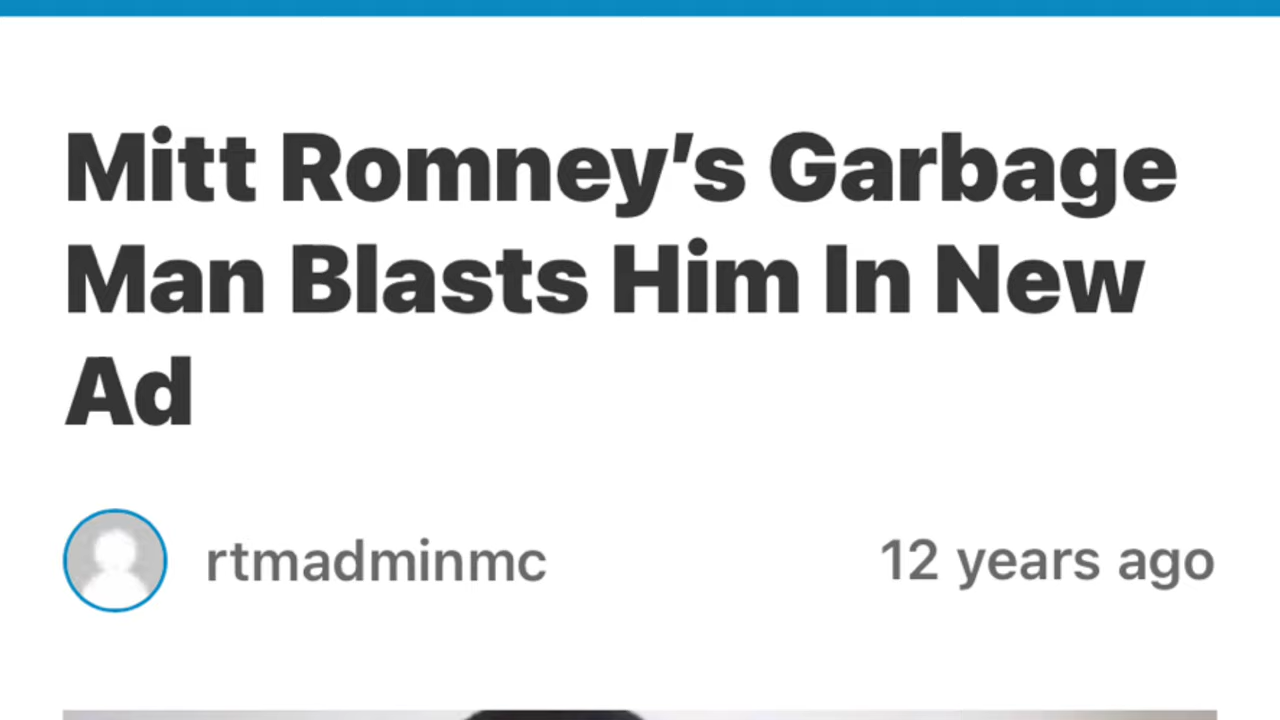 Mitt Romney’s Garbage
Man Blasts Him In New
Ad
rtmadminmc
12 years ago